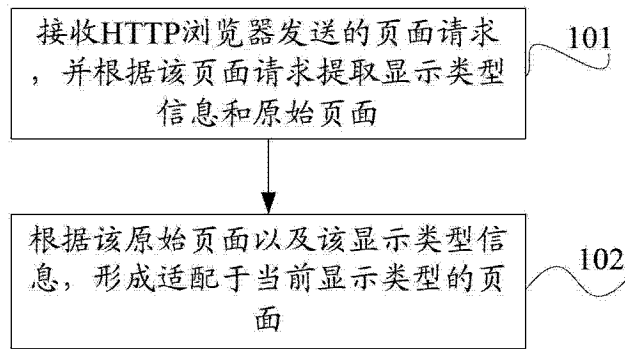 接收HTTP浏览器发送的页面请求
，并根据该页面请求提取显示类型
信息和原始页面
101
根据该原始页面以及该显示类型信
息，形成适配于当前显示类型的页
面
102